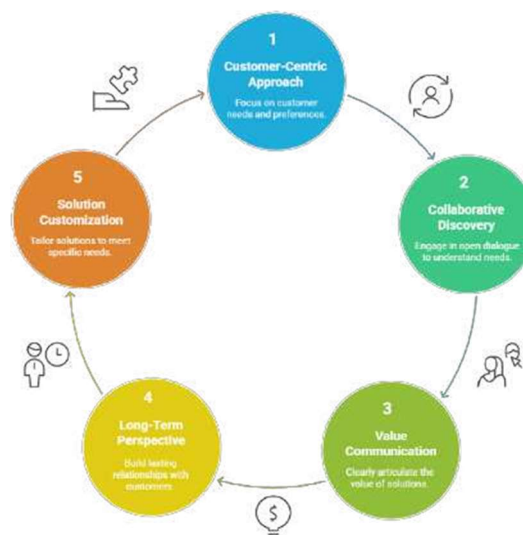 1
Customer-Centric
Approach
Focus on customer
needs and preferences.
2
Collaborative
Discovery
Engage in open dialogue
to understand needs.
3
Value
Communication
Clearly articulate the
value of solutions.
4
Long-Term
Perspective
Build lasting
relationships with
customers.
5
Solution
Customization
Tailor solutions to meet
specific needs.
$